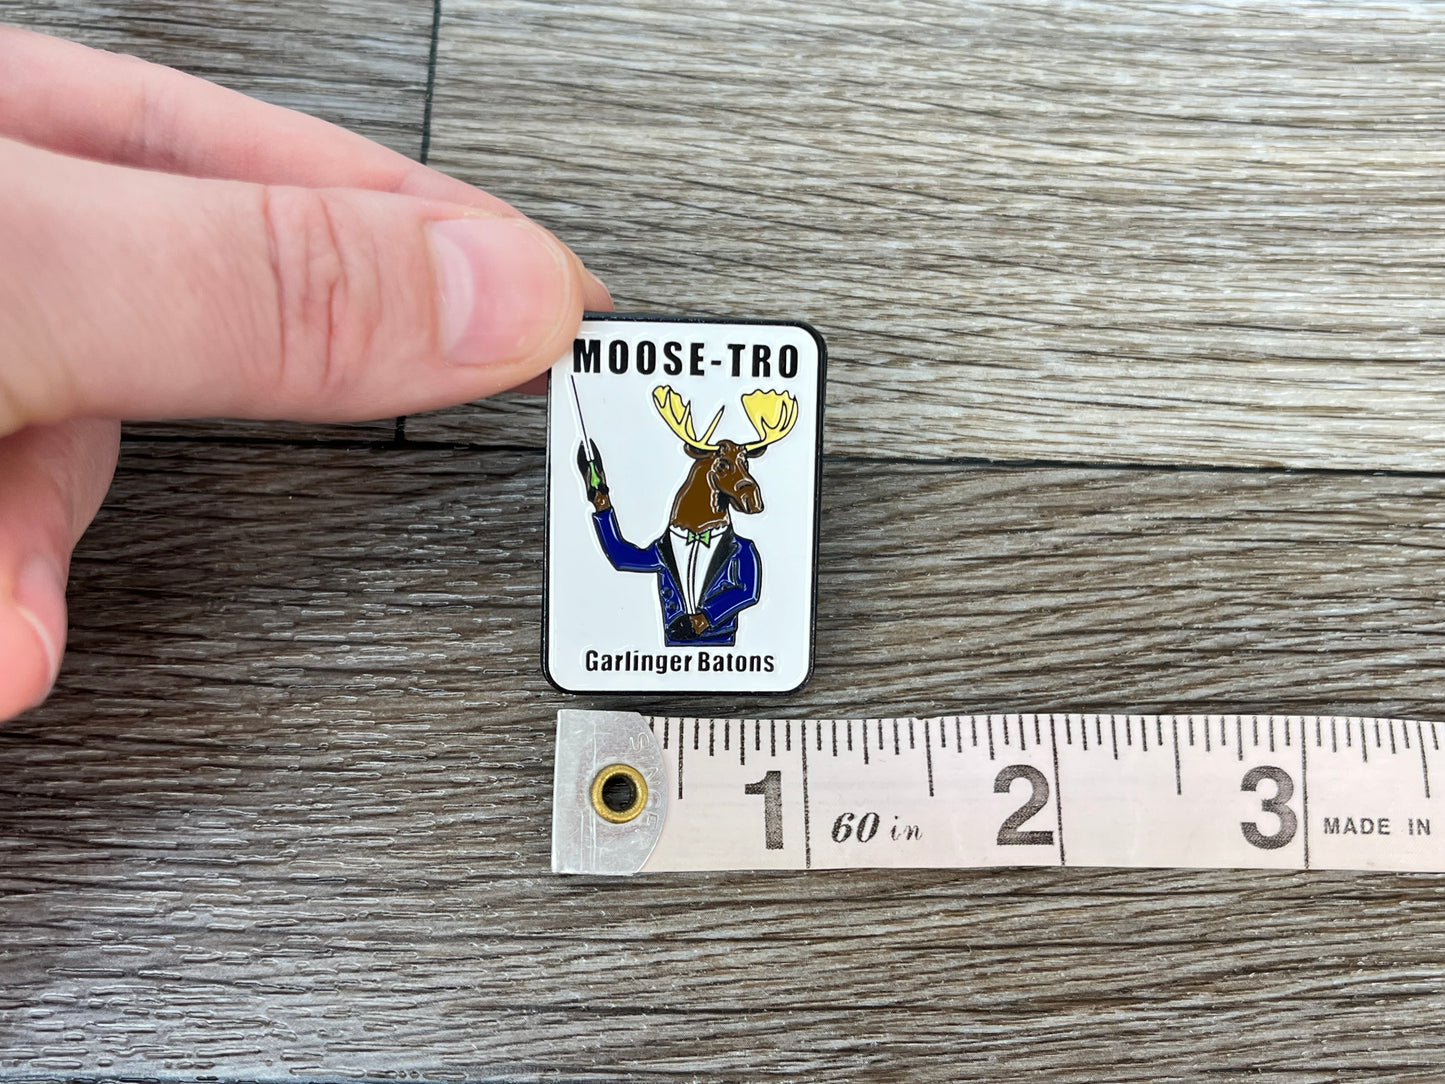 MOOSE-TRO
Garlinger Batons
1 60 in 2 3 MADE IN